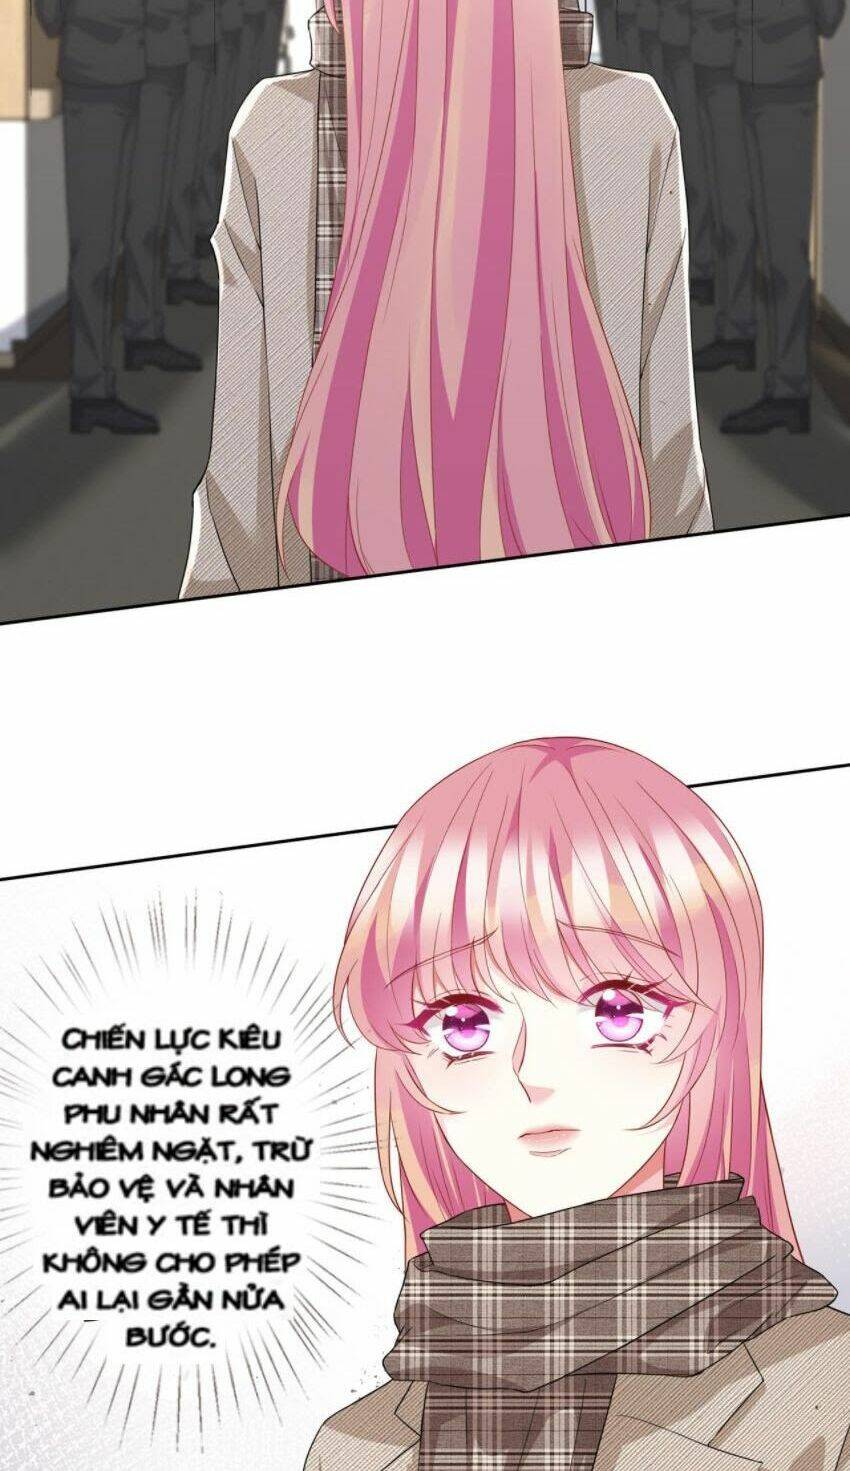 CHIẾN LỰC KIÊU
CANH GÁC LONG
PHU NHÂN RẤT
NGHIÊM NGẶT, TRỪ
BẢO VỆ VÀ NHÂN
VIÊN Y TẾ THÌ
KHÔNG CHO PHÉP
AI LẠI GẦN NỬA
BƯỚC.